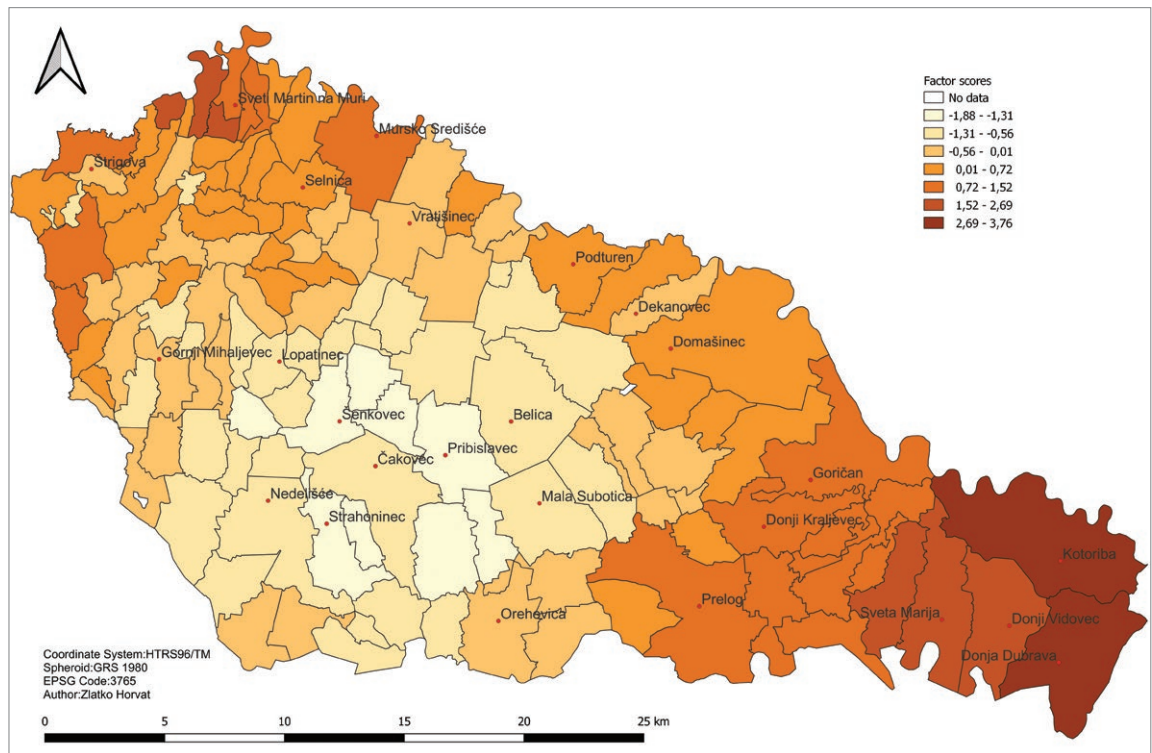 Factor scores
No data
-1,88 - -1,31
-1,31 - -0,56
-0,56 - 0,01
0,01 - 0,72
0,72 - 1,52
1,52 - 2,69
2,69 - 3,76
Sveti Martin na Muri
Mursko Središće
Štrigova
Selnica
Vratišinec
Podturen
Dekanovec
Domašinec
Gornji Mihaljevec
Lopatinec
Šenkovec
Belica
Pribislavec
Čakovec
Goričan
Nedelišće
Mala Subotica
Strahoninec
Donji Kraljevec
Kotoriba
Prelog
Orehovica
Sveta Marija
Donji Vidovec
Donja Dubrava
Coordinate System:HTRS96/TM
Spheroid:GRS 1980
EPSG Code:3765
Author:Zlatko Horvat
0 5 10 15 20 25 km